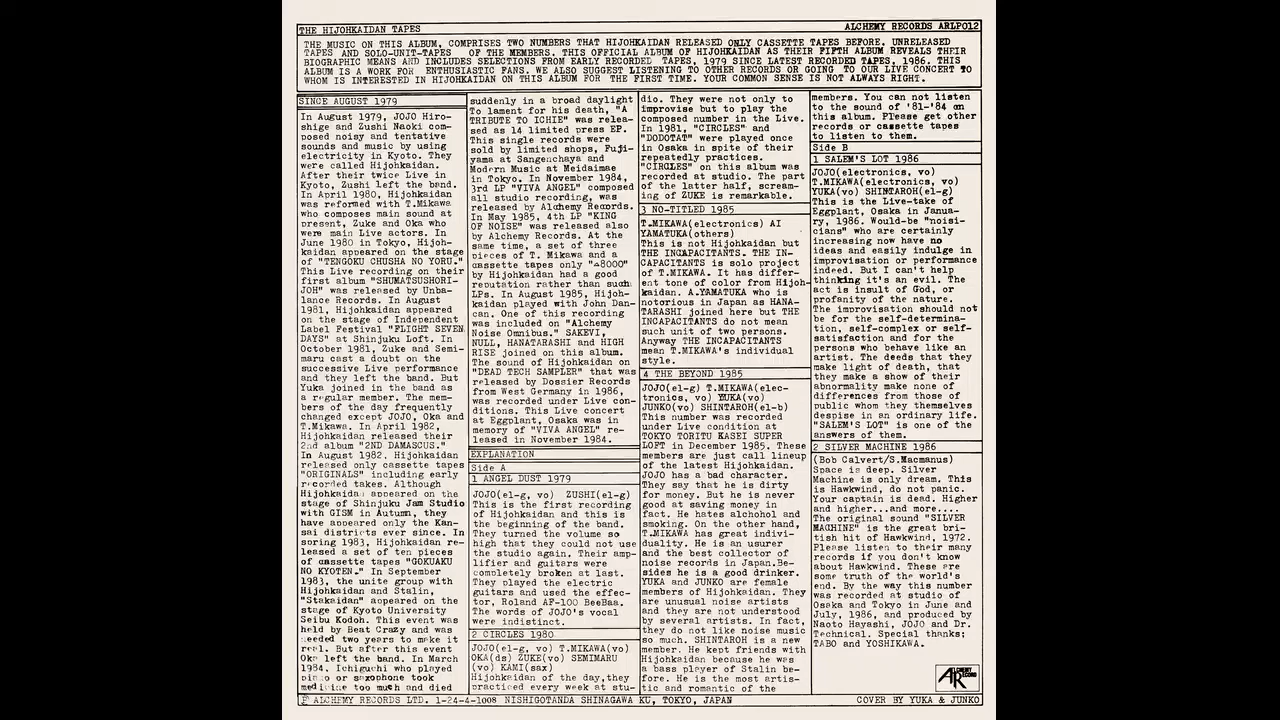 THE HIJOHKAIDAN TAPES
ALCHEMY RECORDS ARLP012
THE MUSIC ON THIS ALBUM, COMPRISES TWO NUMBERS THAT HIJOHKAIDAN RELEASED ONLY CASSETTE TAPES BEFORE, UNRELEASED
TAPES AND SOLO-UNIT-TAPES OF THE MEMBERS. THIS OFFICIAL ALBUM OF HIJOHKAIDAN AS THEIR FIFTH ALBUM REVEALS THEIR
BIOGRAPHIC MEANS AND INCLUDES SELECTIONS FROM EARLY RECORDED TAPES, 1979 SINCE LATEST RECORDED TAPES, 1986. THIS
ALBUM IS A WORK FOR ENTHUSIASTIC FANS. WE ALSO SUGGEST LISTENING TO OTHER RECORDS OR GOING TO OUR LIVE CONCERT TO
WHOM IS INTERESTED IN HIJOHKAIDAN ON THIS ALBUM FOR THE FIRST TIME. YOUR COMMON SENSE IS NOT ALWAYS RIGHT.
SINCE AUGUST 1979
In August 1979, JOJO Hiro-
shige and Zushi Naoki com-
posed noisy and tentative
sounds and music by using
electricity in Kyoto. They
were called Hijohkaidan.
After their twice Live in
Kyoto, Zushi left the band.
In April 1980, Hijohkaidan
was reformed with T.Mikawa
who composes main sound at
present, Zuke and Oka who
were main Live actors. In
June 1980 in Tokyo, Hijoh-
kaidan appeared on the stage
of "TENGOKU CHUSHA NO YORU."
This Live recording on their
first album "SHUMATSUSHORI-
JOH" was released by Unba-
lance Records. In August
1981, Hijohkaidan appeared
on the stage of Independent
Label Festival "FLIGHT SEVEN
DAYS" at Shinjuku Loft. In
October 1981, Zuke and Semi-
maru cast a doubt on the
successive Live performance
and they left the band. But
Yuka joined in the band as
a regular member. The mem-
bers of the day frequently
changed except JOJO, Oka and
T.Mikawa. In April 1982,
Hijohkaidan released their
2nd album "2ND DAMASCUS."
In August 1982, Hijohkaidan
released only cassette tapes
"ORIGINALS" including early
recorded takes. Although
Hijohkaidan appeared on the
stage of Shinjuku Jam Studio
with GISM in Autumn, they
have appeared only the Kan-
sai districts ever since. In
spring 1983, Hijohkaidan re-
leased a set of ten pieces
of cassette tapes "GOKUAKU
NO KYOTEN." In September
1983, the unite group with
Hijohkaidan and Stalin,
"Stakaidan" appeared on the
stage of Kyoto University
Seibu Kodoh. This event was
held by Beat Crazy and was
needed two years to make it
real. But after this event
Oka left the band. In March
1984, Ichiguchi who played
piano or saxophone took
medicine too much and died
suddenly in a broad daylight
To lament for his death, "A
TRIBUTE TO ICHIE" was relea-
sed as 14 limited press EP.
This single records were
sold by limited shops, Fuji-
yama at Sangenchaya and
Modern Music at Meidaimae
in Tokyo. In November 1984,
3rd LP "VIVA ANGEL" composed
all studio recording, was
released by Alchemy Records.
In May 1985, 4th LP "KING
OF NOISE" was released also
by Alchemy Records. At the
same time, a set of three
pieces of T. Mikawa and a
cassette tapes only "-48000"
by Hijohkaidan had a good
reputation rather than such
LPs. In August 1985, Hijoh-
kaidan played with John Dan-
can. One of this recording
was included on "Alchemy
Noise Omnibus." SAKEVI,
NULL, HANATARASHI and HIGH
RISE joined on this album.
The sound of Hijohkaidan on
"DEAD TECH SAMPLER" that was
released by Dossier Records
from West Germany in 1986,
was recorded under Live con-
ditions. This Live concert
at Eggplant, Osaka was in
memory of "VIVA ANGEL" re-
leased in November 1984.
EXPLANATION
Side A
1 ANGEL DUST 1979
JOJO(el-g, vo) ZUSHI(el-g)
This is the first recording
of Hijohkaidan and this is
the beginning of the band.
They turned the volume so
high that they could not use
the studio again. Their amp-
lifier and guitars were
completely broken at last.
They played the electric
guitars and used the effec-
tor, Roland AF-100 BeeBaa.
The words of JOJO's vocal
were indistinct.
2 CIRCLES 1980
JOJO(el-g, vo) T.MIKAWA(vo)
OKA(ds) ZUKE(vo) SEMIMARU
(vo) KAMI(sax)
Hijohkaidan of the day,they
practiced every week at stu-
dio. They were not only to
improvise but to play the
composed number in the Live.
In 1981, "CIRCLES" and
"DODOTAT" were played once
in Osaka in spite of their
repeatedly practices.
"CIRCLES" on this album was
recorded at studio. The part
of the latter half, scream-
ing of ZUKE is remarkable.
3 NO-TITLED 1985
T.MIKAWA(electronics) AI
YAMATUKA(others)
This is not Hijohkaidan but
THE INCAPACITANTS. THE IN-
CAPACITANTS is solo project
of T.MIKAWA. It has differ-
ent tone of color from Hijoh-
kaidan. A.YAMATUKA who is
notorious in Japan as HANA-
TARASHI joined here but THE
INCAPACITANTS do not mean
such unit of two persons.
Anyway THE INCAPACITANTS
mean T.MIKAWA's individual
style.
4 THE BEYOND 1985
JOJO(el-g) T.MIKAWA(elec-
tronics, vo) YUKA(vo)
JUNKO(vo) SHINTAROH(el-b)
This number was recorded
under Live condition at
TOKYO TORITU KASEI SUPER
LOFT in December 1985. These
members are just call lineup
of the latest Hijohkaidan.
JOJO has a bad character.
They say that he is dirty
for money. But he is never
good at saving money in
fact. He hates alchohol and
smoking. On the other hand,
T.MIKAWA has great indivi-
duality. He is an usurer
and the best collector of
noise records in Japan.Be-
sides he is a good drinker.
YUKA and JUNKO are female
members of Hijohkaidan. They
are unusual noise artists
and they are not understood
by several artists. In fact,
they do not like noise music
so much. SHINTAROH is a new
member. He kept friends with
Hijohkaidan because he was
a bass player of Stalin be-
fore. He is the most artis-
tic and romantic of the
members. You can not listen
to the sound of '81-'84 on
this album. Please get other
records or cassette tapes
to listen to them.
Side B
1 SALEM'S LOT 1986
JOJO(electronics, vo)
T.MIKAWA(electronics, vo)
YUKA(vo) SHINTAROH(el-g)
This is the Live-take of
Eggplant, Osaka in Janua-
ry, 1986. Would-be "noisi-
cians" who are certainly
increasing now have no
ideas and easily indulge in
improvisation or performance
indeed. But I can't help
thinking it's an evil. The
act is insult of God, or
profanity of the nature.
The improvisation should not
be for the self-determina-
tion, self-complex or self-
satisfaction and for the
persons who behave like an
artist. The deeds that they
make light of death, that
they make a show of their
abnormality make none of
differences from those of
public whom they themselves
despise in an ordinary life.
"SALEM'S LOT" is one of the
answers of them.
2 SILVER MACHINE 1986
(Bob Calvert/S.Macmanus)
Space is deep. Silver
Machine is only dream. This
is Hawkwind, do not panic.
Your captain is dead. Higher
and higher...and more....
The original sound "SILVER
MACHINE" is the great bri-
tish hit of Hawkwind, 1972.
Please listen to their many
records if you don't know
about Hawkwind. These are
some truth of the world's
end. By the way this number
was recorded at studio of
Osaka and Tokyo in June and
July, 1986, and produced by
Naoto Hayashi, JOJO and Dr.
Technical. Special thanks;
TABO and YOSHIKAWA.
ALCHEMY
RECORD
Ⓟ ALCHEMY RECORDS LTD. 1-24-4-1008 NISHIGOTANDA SHINAGAWA KU, TOKYO, JAPAN
COVER BY YUKA & JUNKO